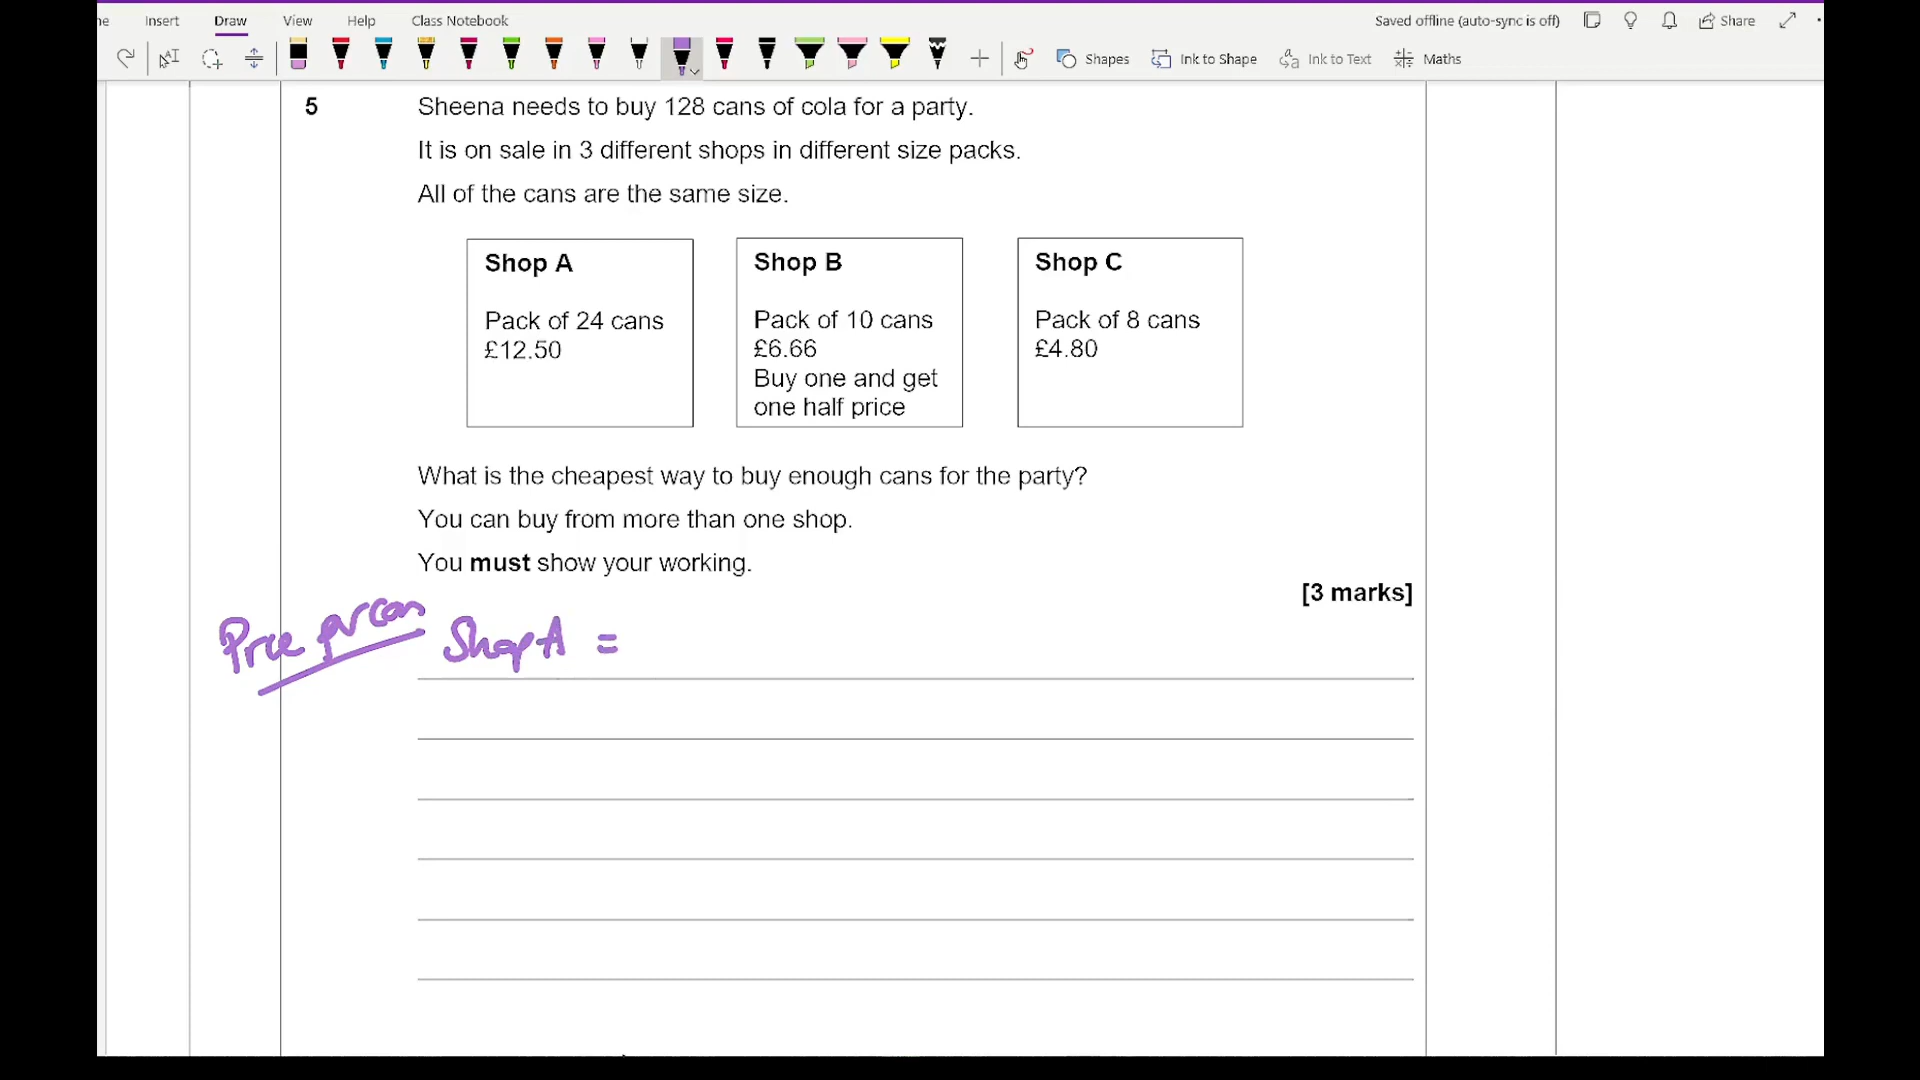 Insert Draw View Help Class Notebook Saved offline (auto-sync is off) Share
Shapes Ink to Shape Ink to Text Maths
5 Sheena needs to buy 128 cans of cola for a party.
It is on sale in 3 different shops in different size packs.
All of the cans are the same size.
Shop A
Pack of 24 cans
£12.50
Shop B
Pack of 10 cans
£6.66
Buy one and get
one half price
Shop C
Pack of 8 cans
£4.80
What is the cheapest way to buy enough cans for the party?
You can buy from more than one shop.
You must show your working.
[3 marks]
Price per can Shop A =